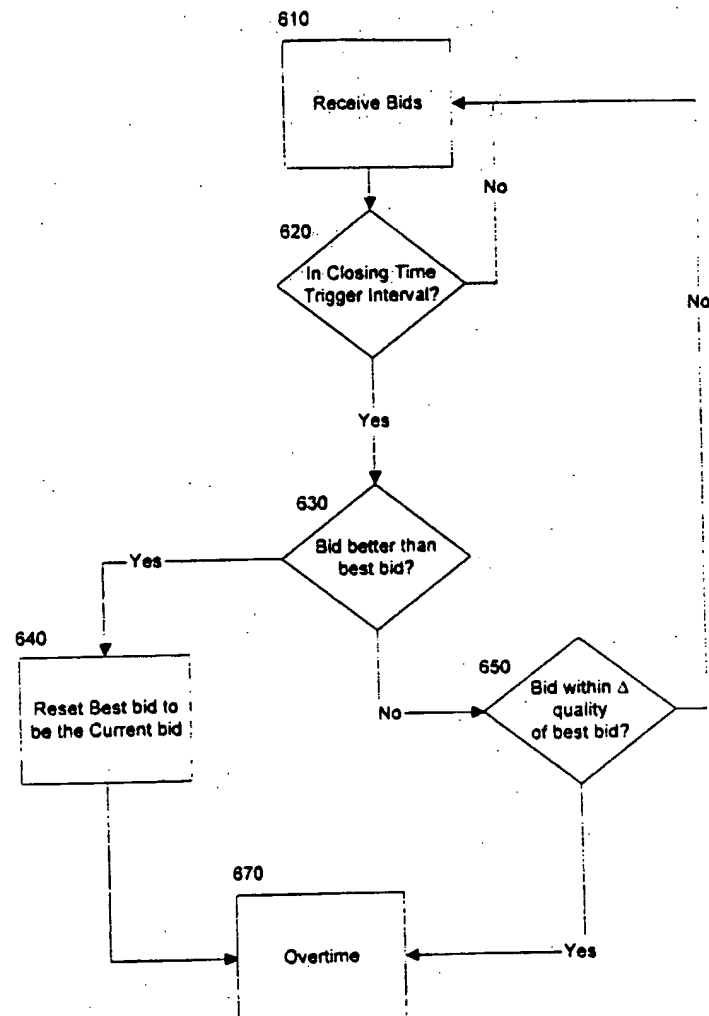 610
Receive Bids
No
620
In Closing Time
Trigger Interval?
No
Yes
630
Bid better than
best bid?
Yes
640
650
Reset Best bid to
be the Current bid
Bid within Δ
quality
of best bid?
No
670
Overtime
Yes